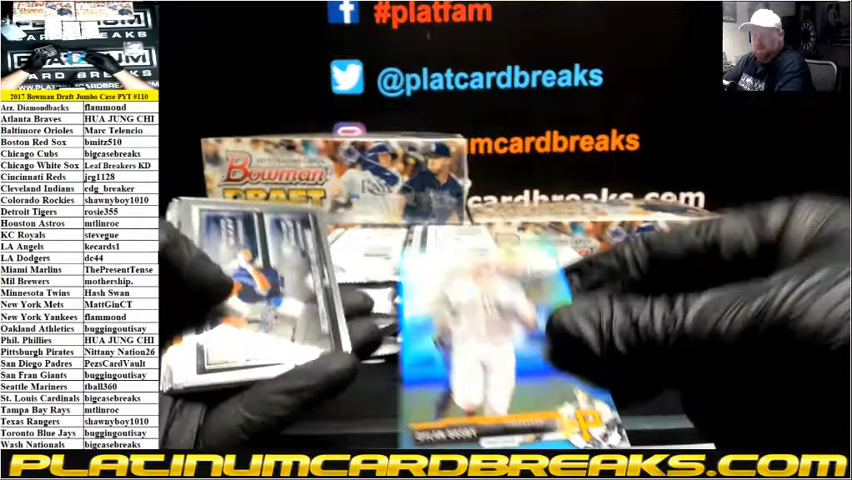 #platfam
@platcardbreaks
umcardbreaks
cardbreaks.com
Bowman
DRAFT
P
2017 Bowman Draft Jumbo Case PYT #110
Arz. Diamondbacks flammond
Atlanta Braves HUA JUNG CHI
Baltimore Orioles Marc Telencio
Boston Red Sox bmitz510
Chicago Cubs bigcasebreaks
Chicago White Sox Leaf Breakers KD
Cincinnati Reds jrg1128
Cleveland Indians cdg_breaker
Colorado Rockies shawnyboy1010
Detroit Tigers rosie355
Houston Astros mtlinroc
KC Royals stevegue
LA Angels kecards1
LA Dodgers dc44
Miami Marlins ThePresentTense
Mil Brewers mothership.
Minnesota Twins Hash Swan
New York Mets MattGinCT
New York Yankees flammond
Oakland Athletics buggingoutisay
Phil. Phillies HUA JUNG CHI
Pittsburgh Pirates Nittany Nation26
San Diego Padres PezsCardVault
San Fran Giants buggingoutisay
Seattle Mariners tball360
St. Louis Cardinals bigcasebreaks
Tampa Bay Rays mtlinroc
Texas Rangers shawnyboy1010
Toronto Blue Jays buggingoutisay
Wash Nationals bigcasebreaks
PLATINUMCARDBREAKS.COM